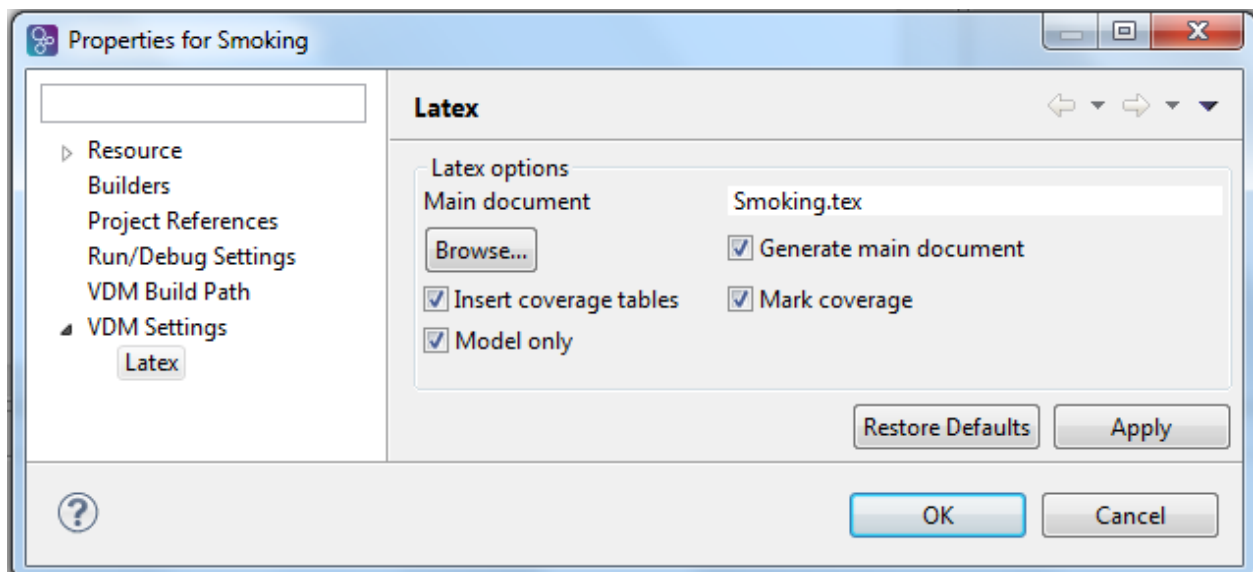 Properties for Smoking
Resource
Builders
Project References
Run/Debug Settings
VDM Build Path
VDM Settings
Latex
Latex
Latex options
Main document Smoking.tex
Browse... Generate main document
Insert coverage tables Mark coverage
Model only
Restore Defaults Apply
? OK Cancel